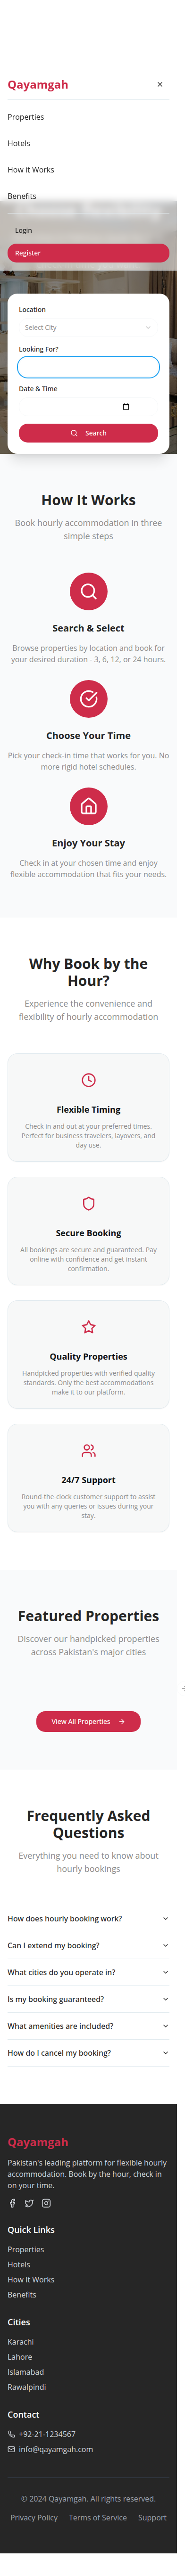 Qayamgah
Properties
Hotels
How it Works
Benefits
Login
Register
Location
Select City
Looking For?
Date & Time
Search
How It Works
Book hourly accommodation in three
simple steps
Search & Select
Browse properties by location and book for
your desired duration - 3, 6, 12, or 24 hours.
Choose Your Time
Pick your check-in time that works for you. No
more rigid hotel schedules.
Enjoy Your Stay
Check in at your chosen time and enjoy
flexible accommodation that fits your needs.
Why Book by the
Hour?
Experience the convenience and
flexibility of hourly accommodation
Flexible Timing
Check in and out at your preferred times.
Perfect for business travelers, layovers, and
day use.
Secure Booking
All bookings are secure and guaranteed. Pay
online with confidence and get instant
confirmation.
Quality Properties
Handpicked properties with verified quality
standards. Only the best accommodations
make it to our platform.
24/7 Support
Round-the-clock customer support to assist
you with any queries or issues during your
stay.
Featured Properties
Discover our handpicked properties
across Pakistan's major cities
View All Properties
Frequently Asked
Questions
Everything you need to know about
hourly bookings
How does hourly booking work?
Can I extend my booking?
What cities do you operate in?
Is my booking guaranteed?
What amenities are included?
How do I cancel my booking?
Qayamgah
Pakistan's leading platform for flexible hourly
accommodation. Book by the hour, check in
on your time.
Quick Links
Properties
Hotels
How It Works
Benefits
Cities
Karachi
Lahore
Islamabad
Rawalpindi
Contact
+92-21-1234567
info@qayamgah.com
© 2024 Qayamgah. All rights reserved.
Privacy Policy Terms of Service Support